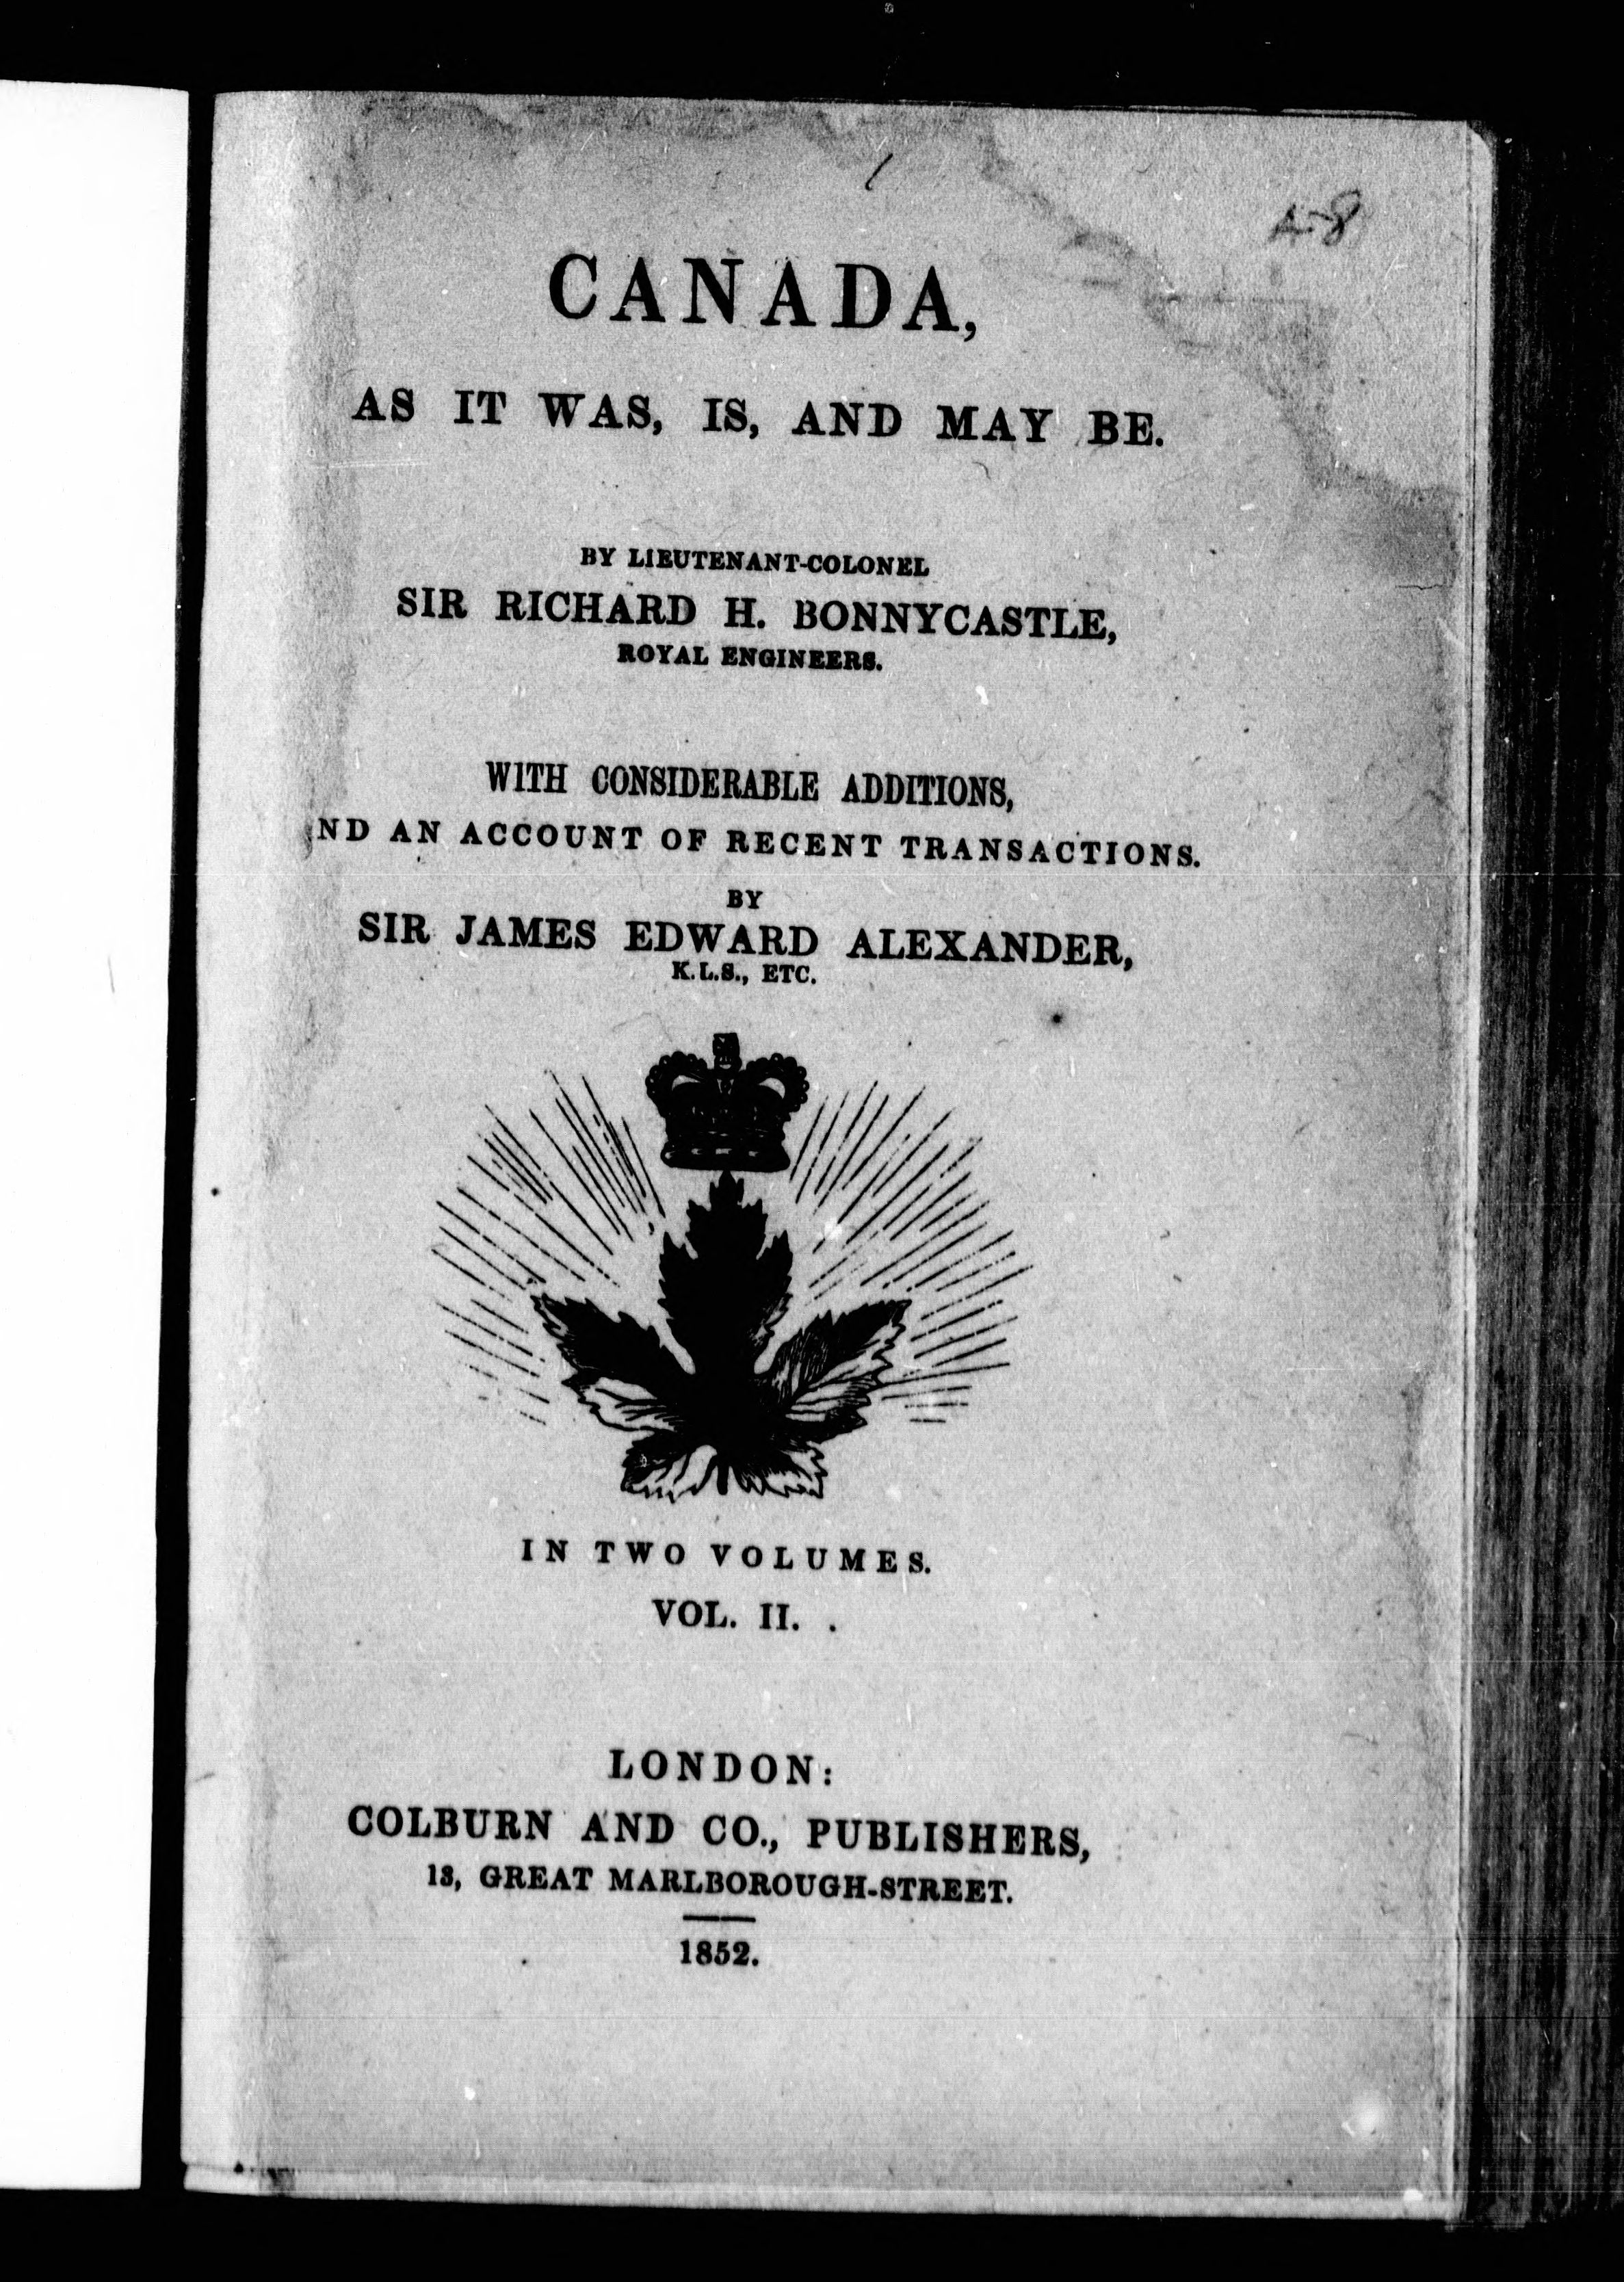 CANADA,
AS IT WAS, IS, AND MAY BE.
BY LIEUTENANT-COLONEL
SIR RICHARD H. BONNYCASTLE,
ROYAL ENGINEERS.
WITH CONSIDERABLE ADDITIONS,
ND AN ACCOUNT OF RECENT TRANSACTIONS.
BY
SIR JAMES EDWARD ALEXANDER,
K.L.S., ETC.
IN TWO VOLUMES.
VOL. II.
LONDON:
COLBURN AND CO., PUBLISHERS,
13, GREAT MARLBOROUGH-STREET.
1852.